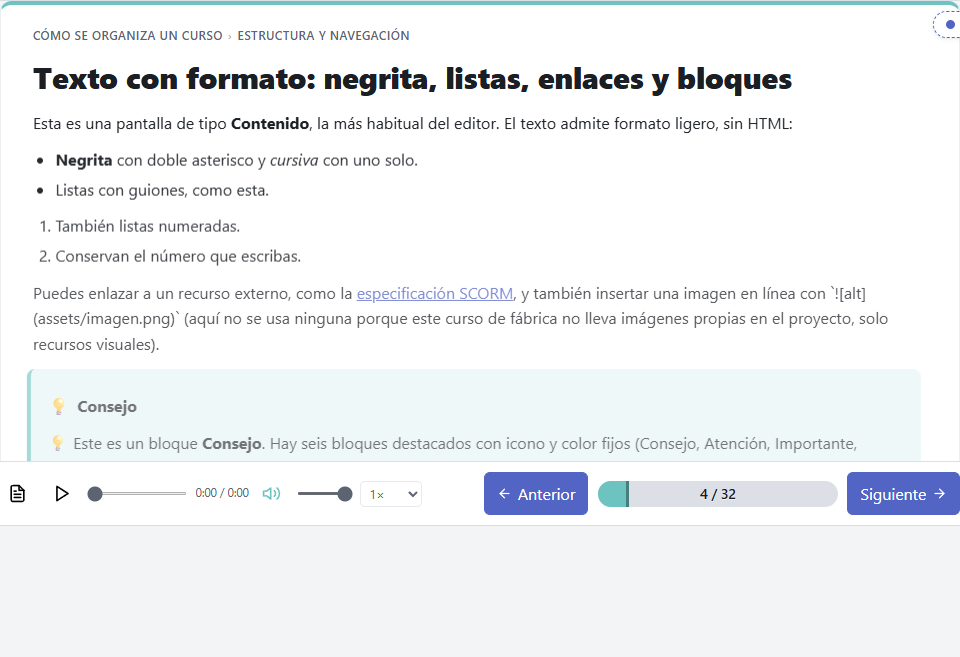 CÓMO SE ORGANIZA UN CURSO › ESTRUCTURA Y NAVEGACIÓN
Texto con formato: negrita, listas, enlaces y bloques
Esta es una pantalla de tipo Contenido, la más habitual del editor. El texto admite formato ligero, sin HTML:
• Negrita con doble asterisco y cursiva con uno solo.
• Listas con guiones, como esta.
1. También listas numeradas.
2. Conservan el número que escribas.
Puedes enlazar a un recurso externo, como la especificación SCORM, y también insertar una imagen en línea con `![alt]
(assets/imagen.png)` (aquí no se usa ninguna porque este curso de fábrica no lleva imágenes propias en el proyecto, solo
recursos visuales).
Consejo
Este es un bloque Consejo. Hay seis bloques destacados con icono y color fijos (Consejo, Atención, Importante,
0:00 / 0:00 1× ← Anterior 4 / 32 Siguiente →